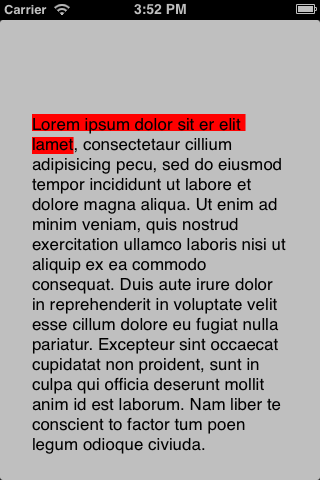 Carrier 3:52 PM
Lorem ipsum dolor sit er elit
lamet, consectetaur cillium
adipisicing pecu, sed do eiusmod
tempor incididunt ut labore et
dolore magna aliqua. Ut enim ad
minim veniam, quis nostrud
exercitation ullamco laboris nisi ut
aliquip ex ea commodo
consequat. Duis aute irure dolor
in reprehenderit in voluptate velit
esse cillum dolore eu fugiat nulla
pariatur. Excepteur sint occaecat
cupidatat non proident, sunt in
culpa qui officia deserunt mollit
anim id est laborum. Nam liber te
conscient to factor tum poen
legum odioque civiuda.